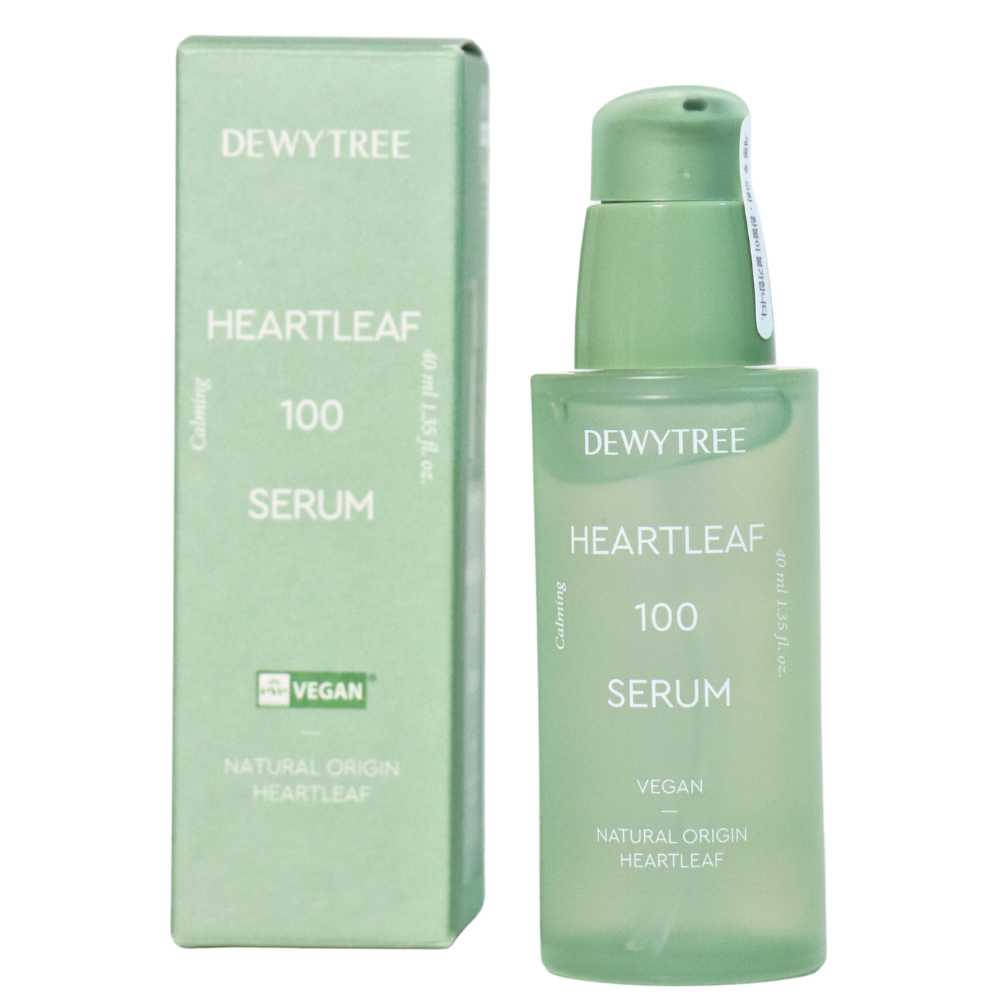 DEWYTREE
HEARTLEAF
100
SERUM
Calming
40 ml 1.35 fl. oz.
VEGAN
NATURAL ORIGIN
HEARTLEAF
DEWYTREE
HEARTLEAF
100
SERUM
Calming
40 ml 1.35 fl. oz.
VEGAN
NATURAL ORIGIN
HEARTLEAF